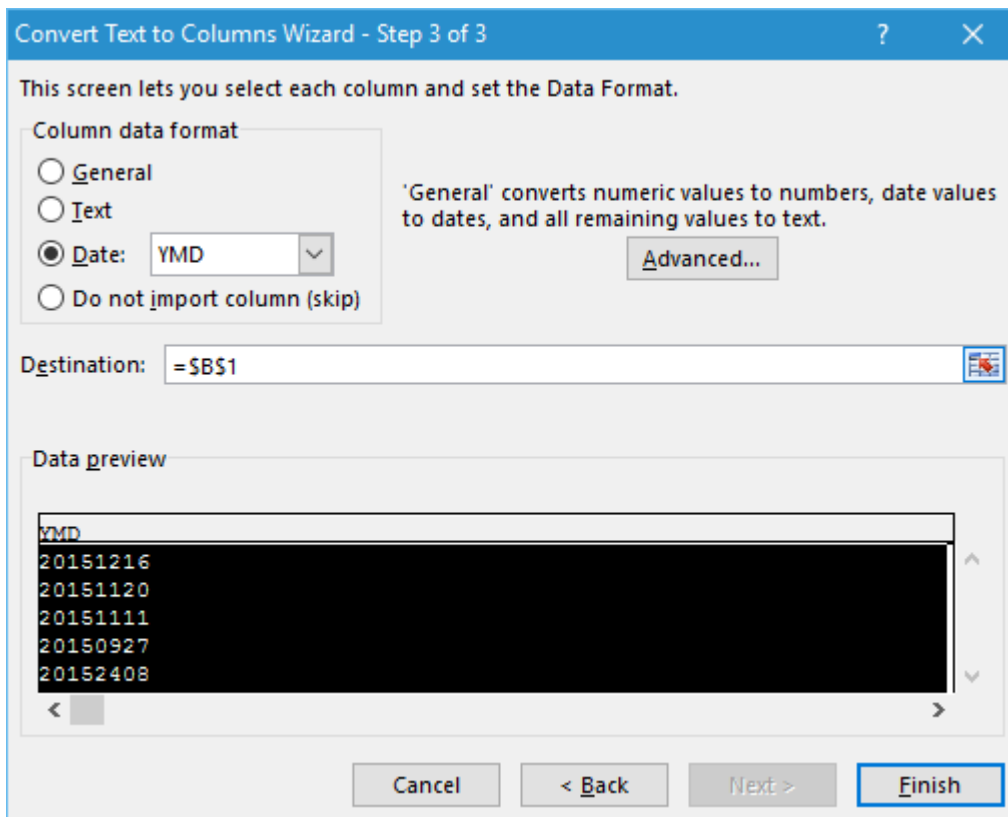 Convert Text to Columns Wizard - Step 3 of 3
This screen lets you select each column and set the Data Format.
Column data format
General
Text
Date: YMD
Do not import column (skip)
'General' converts numeric values to numbers, date values
to dates, and all remaining values to text.
Advanced...
Destination: =$B$1
Data preview
YMD
20151216
20151120
20151111
20150927
20152408
Cancel < Back Next > Finish